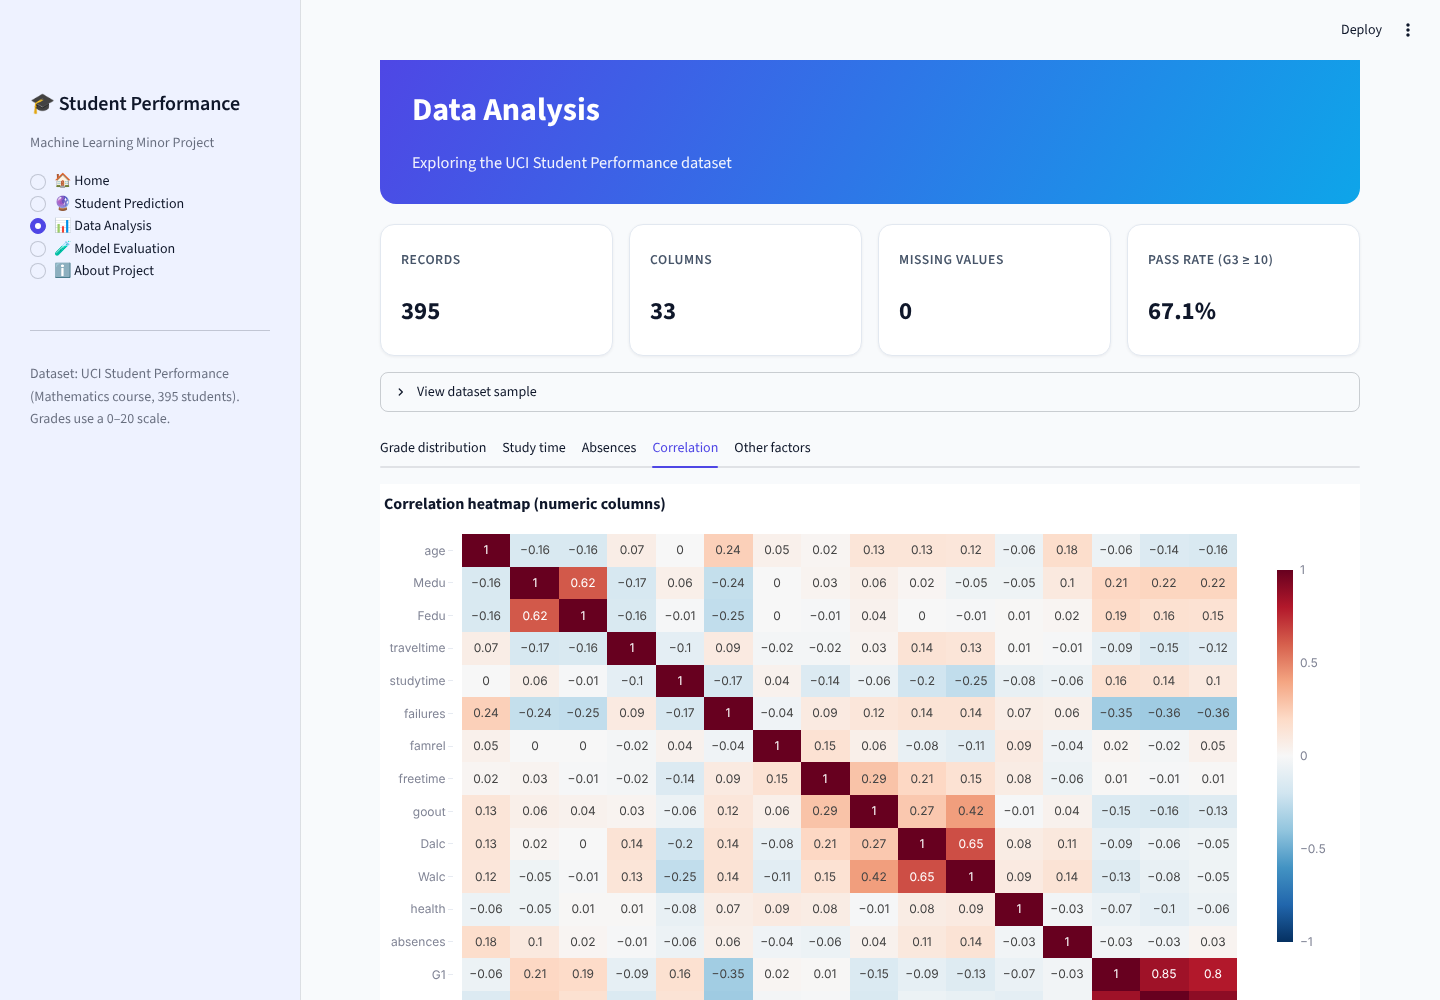 Deploy
🎓 Student Performance
Machine Learning Minor Project
🏠 Home
🔮 Student Prediction
📊 Data Analysis
🧪 Model Evaluation
ℹ️ About Project
Dataset: UCI Student Performance
(Mathematics course, 395 students).
Grades use a 0–20 scale.
Data Analysis
Exploring the UCI Student Performance dataset
RECORDS
395
COLUMNS
33
MISSING VALUES
0
PASS RATE (G3 ≥ 10)
67.1%
View dataset sample
Grade distribution Study time Absences Correlation Other factors
Correlation heatmap (numeric columns)
age 1 −0.16 −0.16 0.07 0 0.24 0.05 0.02 0.13 0.13 0.12 −0.06 0.18 −0.06 −0.14 −0.16
Medu −0.16 1 0.62 −0.17 0.06 −0.24 0 0.03 0.06 0.02 −0.05 −0.05 0.1 0.21 0.22 0.22
Fedu −0.16 0.62 1 −0.16 −0.01 −0.25 0 −0.01 0.04 0 −0.01 0.01 0.02 0.19 0.16 0.15
traveltime 0.07 −0.17 −0.16 1 −0.1 0.09 −0.02 −0.02 0.03 0.14 0.13 0.01 −0.01 −0.09 −0.15 −0.12
studytime 0 0.06 −0.01 −0.1 1 −0.17 0.04 −0.14 −0.06 −0.2 −0.25 −0.08 −0.06 0.16 0.14 0.1
failures 0.24 −0.24 −0.25 0.09 −0.17 1 −0.04 0.09 0.12 0.14 0.14 0.07 0.06 −0.35 −0.36 −0.36
famrel 0.05 0 0 −0.02 0.04 −0.04 1 0.15 0.06 −0.08 −0.11 0.09 −0.04 0.02 −0.02 0.05
freetime 0.02 0.03 −0.01 −0.02 −0.14 0.09 0.15 1 0.29 0.21 0.15 0.08 −0.06 0.01 −0.01 0.01
goout 0.13 0.06 0.04 0.03 −0.06 0.12 0.06 0.29 1 0.27 0.42 −0.01 0.04 −0.15 −0.16 −0.13
Dalc 0.13 0.02 0 0.14 −0.2 0.14 −0.08 0.21 0.27 1 0.65 0.08 0.11 −0.09 −0.06 −0.05
Walc 0.12 −0.05 −0.01 0.13 −0.25 0.14 −0.11 0.15 0.42 0.65 1 0.09 0.14 −0.13 −0.08 −0.05
health −0.06 −0.05 0.01 0.01 −0.08 0.07 0.09 0.08 −0.01 0.08 0.09 1 −0.03 −0.07 −0.1 −0.06
absences 0.18 0.1 0.02 −0.01 −0.06 0.06 −0.04 −0.06 0.04 0.11 0.14 −0.03 1 −0.03 −0.03 0.03
G1 −0.06 0.21 0.19 −0.09 0.16 −0.35 0.02 0.01 −0.15 −0.09 −0.13 −0.07 −0.03 1 0.85 0.8
1
0.5
0
−0.5
−1